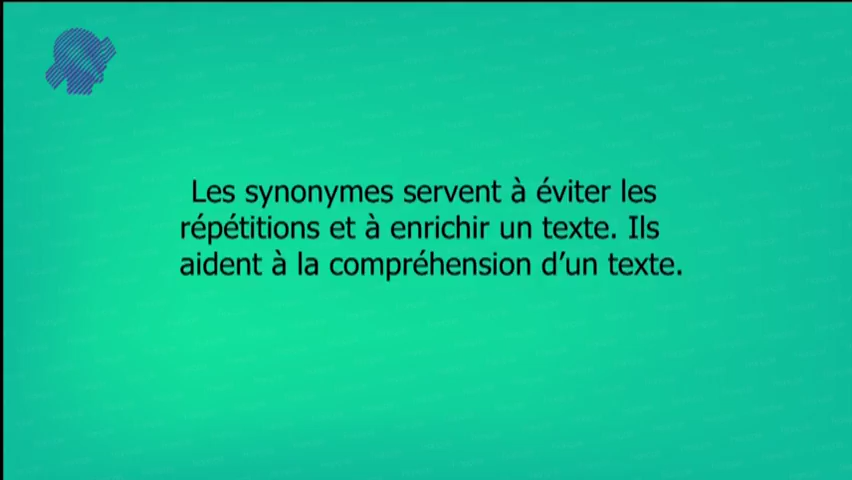 Les synonymes servent à éviter les
répétitions et à enrichir un texte. Ils
aident à la compréhension d’un texte.